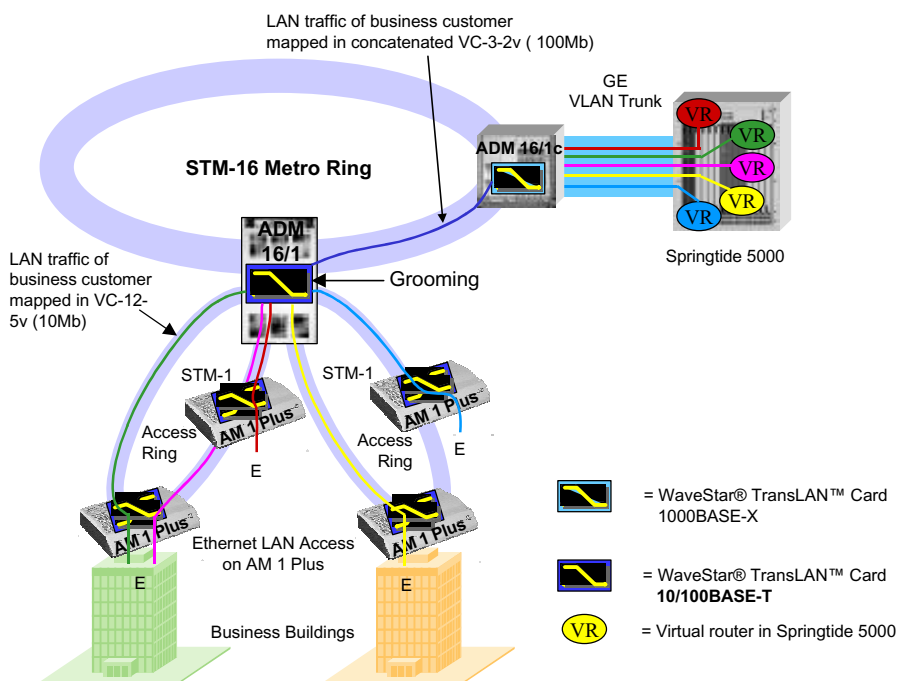 LAN traffic of business customer
mapped in concatenated VC-3-2v ( 100Mb)
GE
VLAN Trunk
VR
VR
VR
VR
VR
ADM 16/1c
STM-16 Metro Ring
Springtide 5000
ADM
16/1
Grooming
LAN traffic of
business customer
mapped in VC-12-
5v (10Mb)
STM-1
STM-1
AM 1 Plus
AM 1 Plus
Access
Ring
Access
Ring
E
E
AM 1 Plus
AM 1 Plus
Ethernet LAN Access
on AM 1 Plus
E
E
Business Buildings
= WaveStar® TransLAN™ Card
1000BASE-X
= WaveStar® TransLAN™ Card
10/100BASE-T
VR
= Virtual router in Springtide 5000